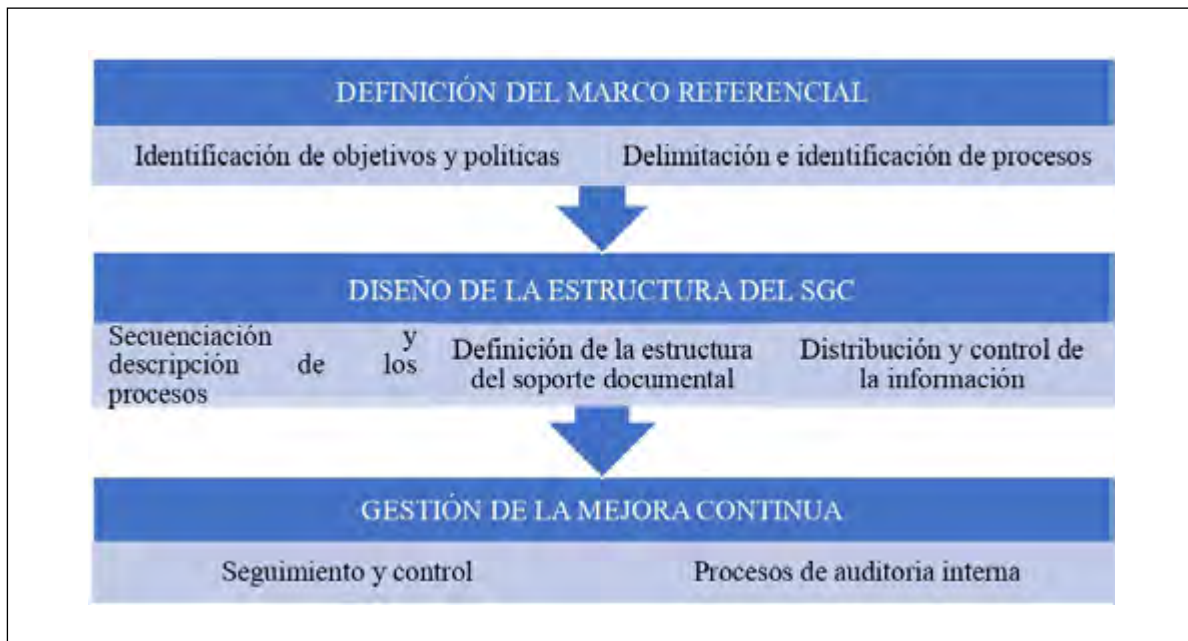 DEFINICIÓN DEL MARCO REFERENCIAL
Identificación de objetivos y politicas
Delimitación e identificación de procesos
DISEÑO DE LA ESTRUCTURA DEL SGC
Secuenciación y
descripción de los
procesos
Definición de la estructura
del soporte documental
Distribución y control de
la información
GESTIÓN DE LA MEJORA CONTINUA
Seguimiento y control
Procesos de auditoria interna